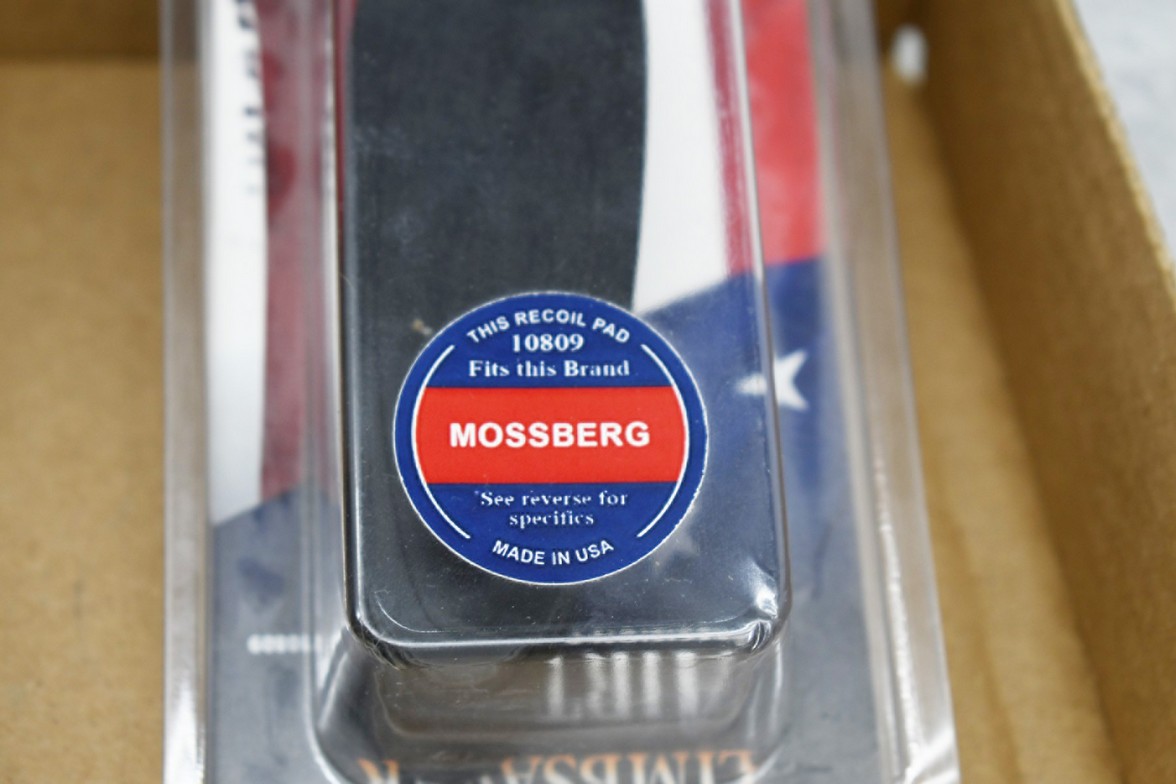 THIS RECOIL PAD
10809
Fits this Brand
MOSSBERG
*See reverse for
specifics
MADE IN USA